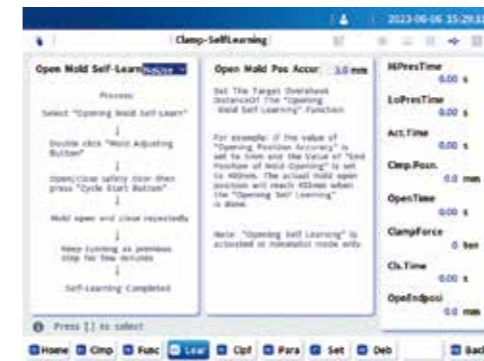 2023-06-06 15:29:13
Clamp-SelfLearning
Open Mold Self-Learn NotUse
Process:
Select "Opening Mold Self-Learn"
Double click "Mold Adjusting Button"
Open/close safety door then
press "Cycle Start Button"
Mold open and close repeatedly
Keep running as previous
step for few minutes
Self-Learning Completed
Open Mold Pos Accur 3.0 mm
Set The Target Overshoot
DistanceOf The "Opening
Mold Self Learning" Function.
For example: if the value of
"Opening Position Accuracy" is
set to 3mm and the Value of "End
Position of Mold Opening" is set
to 400mm. The actual mold open
position will reach 403mm when
the "Opening Self Learning"
is done.
Note: "Opening Self Learning" is
activated in automatic mode only.
HiPresTime
0.00 s
LoPresTime
0.00 s
Act.Time
0.00 s
Clmp.Posn.
0.0 mm
OpenTime
0.00 s
ClampForce
0 ton
Cls.Time
0.00 s
OpeEndposi
0.0 mm
Press [] to select
Home Clmp Func Lear Clpf Para Set Deb Back